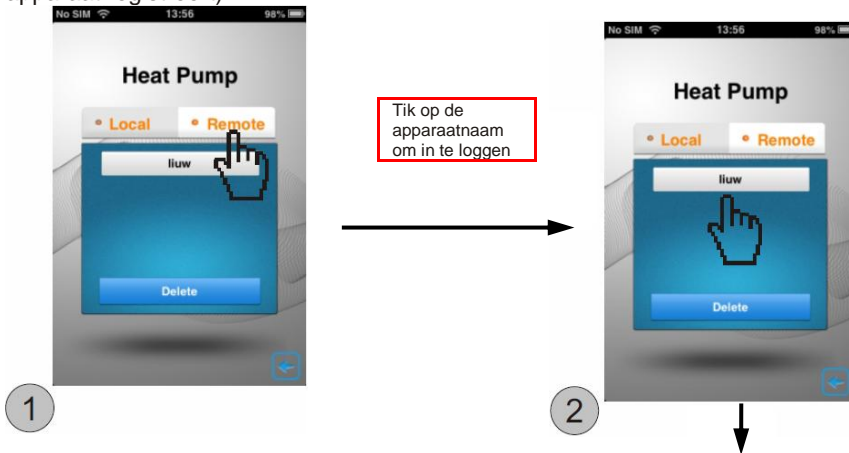 No SIM 13:56 98%
Heat Pump
Local Remote
liuw
Delete
1
Tik op de
apparaatnaam
om in te loggen
No SIM 13:56 98%
Heat Pump
Local Remote
liuw
Delete
2